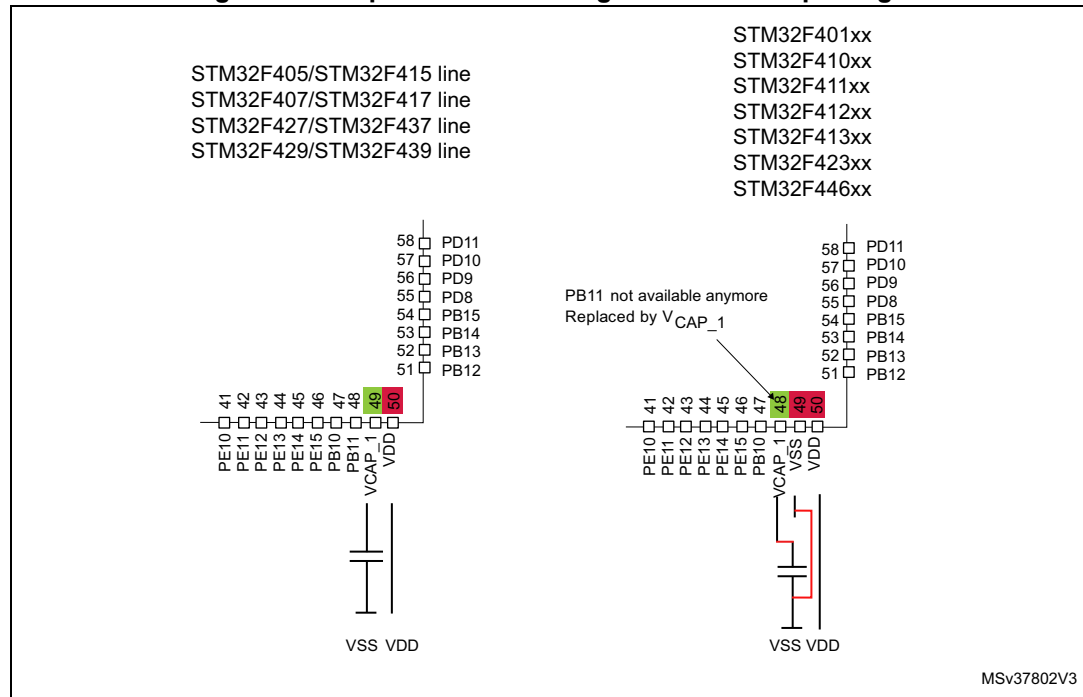 STM32F405/STM32F415 line
STM32F407/STM32F417 line
STM32F427/STM32F437 line
STM32F429/STM32F439 line
58 PD11
57 PD10
56 PD9
55 PD8
54 PB15
53 PB14
52 PB13
51 PB12
41 42 43 44 45 46 47 48 49 50
PE10 PE11 PE12 PE13 PE14 PE15 PB10 PB11 VCAP_1 VDD
VSS VDD
STM32F401xx
STM32F410xx
STM32F411xx
STM32F412xx
STM32F413xx
STM32F423xx
STM32F446xx
58 PD11
57 PD10
56 PD9
55 PD8
54 PB15
53 PB14
52 PB13
51 PB12
PB11 not available anymore
Replaced by VCAP_1
41 42 43 44 45 46 47 48 49 50
PE10 PE11 PE12 PE13 PE14 PE15 PB10 VCAP_1 VSS VDD
VSS VDD
MSv37802V3